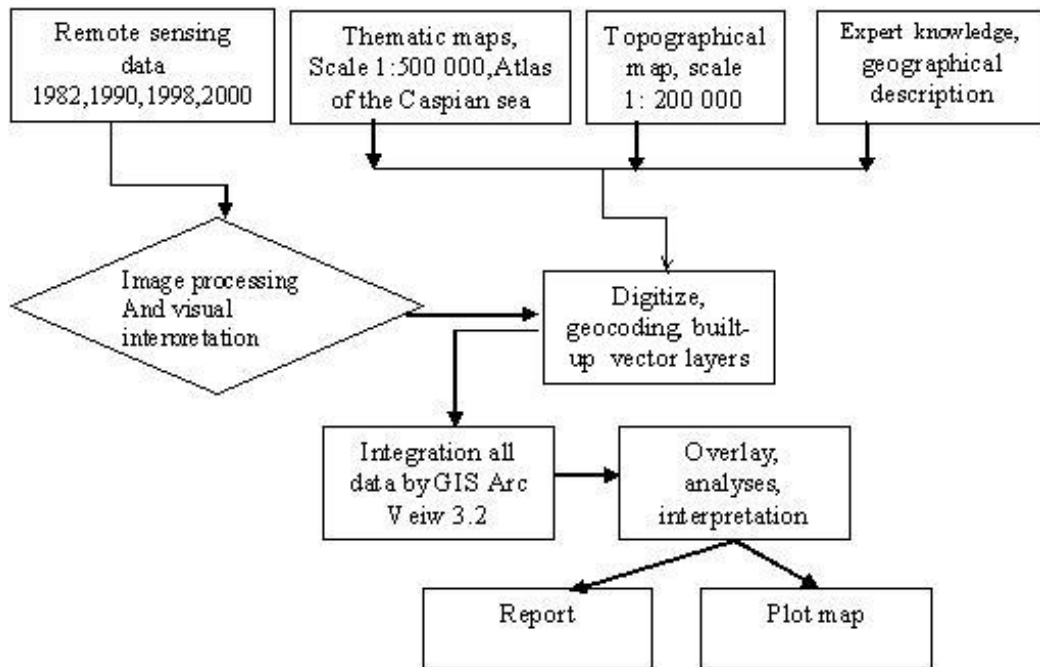 Remote sensing
data
1982,1990,1998,2000
Thematic maps,
Scale 1:500 000,Atlas
of the Caspian sea
Topographical
map, scale
1: 200 000
Expert knowledge,
geographical
description
Image processing
And visual
interpretation
Digitize,
geocoding, built-
up vector layers
Integration all
data by GIS Arc
Veiw 3.2
Overlay,
analyses,
interpretation
Report
Plot map